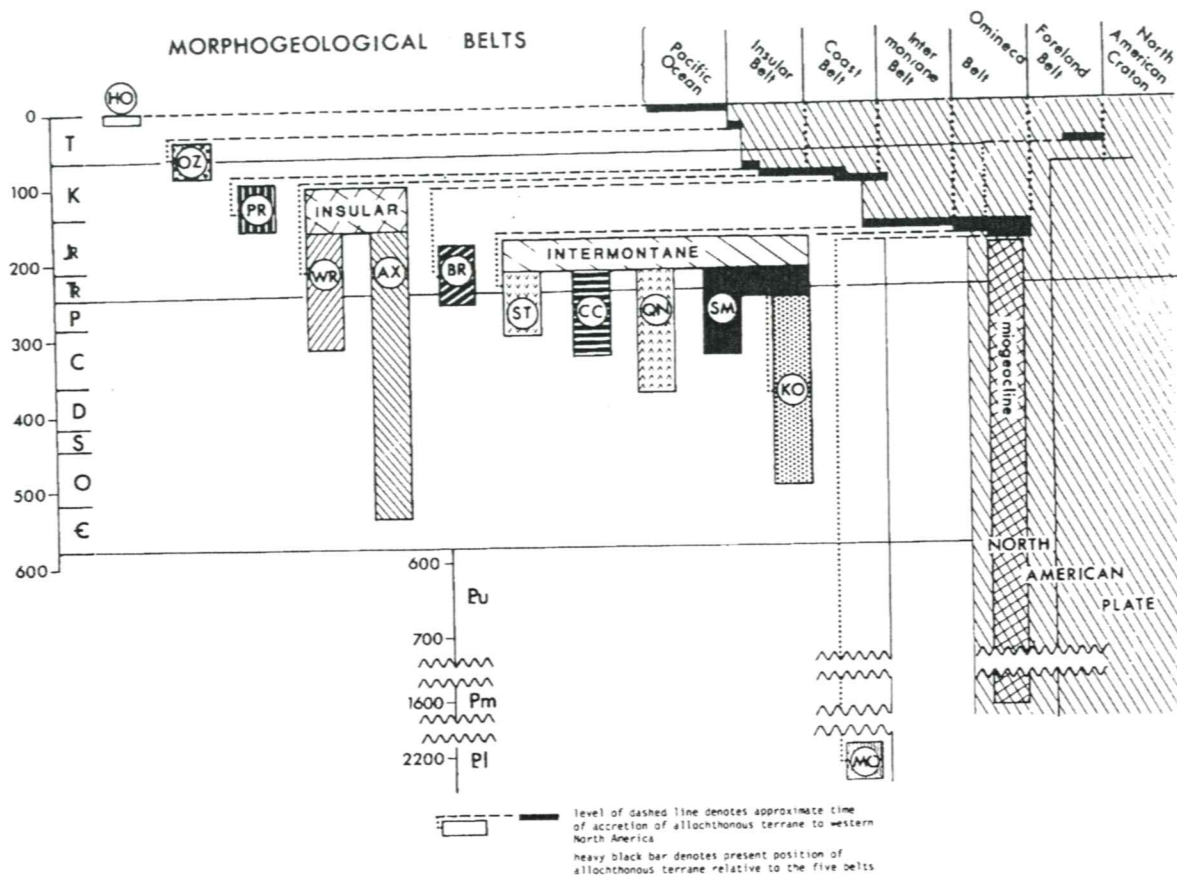 MORPHOGEOLOGICAL BELTS
Pacific Ocean
Insular Belt
Coast Belt
Inter montane Belt
Omineca Belt
Foreland Belt
North American Craton
HO
0
T
OZ
100
K
PR
INSULAR
JR
WR
AX
BR
INTERMONTANE
200
TR
P
ST
CC
QN
SM
300
C
KO
miogeocline
D
400
S
O
500
Є
600
600
Pu
NORTH
AMERICAN
PLATE
700
1600
Pm
2200
Pl
MO
level of dashed line denotes approximate time
of accretion of allochthonous terrane to western
North America
heavy black bar denotes present position of
allochthonous terrane relative to the five belts